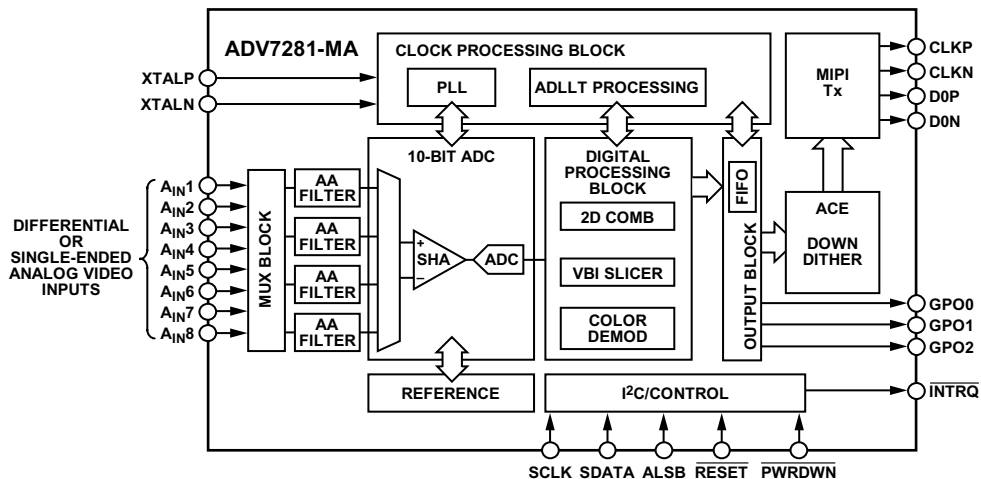 ADV7281-MA
CLOCK PROCESSING BLOCK
PLL
ADLLT PROCESSING
XTALP
XTALN
MIPI
Tx
CLKP
CLKN
D0P
D0N
10-BIT ADC
DIGITAL
PROCESSING
BLOCK
2D COMB
VBI SLICER
COLOR
DEMOD
FIFO
OUTPUT BLOCK
ACE
DOWN
DITHER
DIFFERENTIAL
OR
SINGLE-ENDED
ANALOG VIDEO
INPUTS
AIN1
AIN2
AIN3
AIN4
AIN5
AIN6
AIN7
AIN8
MUX BLOCK
AA
FILTER
AA
FILTER
AA
FILTER
AA
FILTER
+
SHA
–
ADC
GPO0
GPO1
GPO2
REFERENCE
I2C/CONTROL
INTRQ
SCLK SDATA ALSB RESET PWRDWN